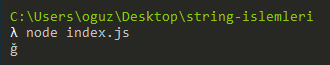 C:\Users\oguz\Desktop\string-islemleri
λ node index.js
ğ